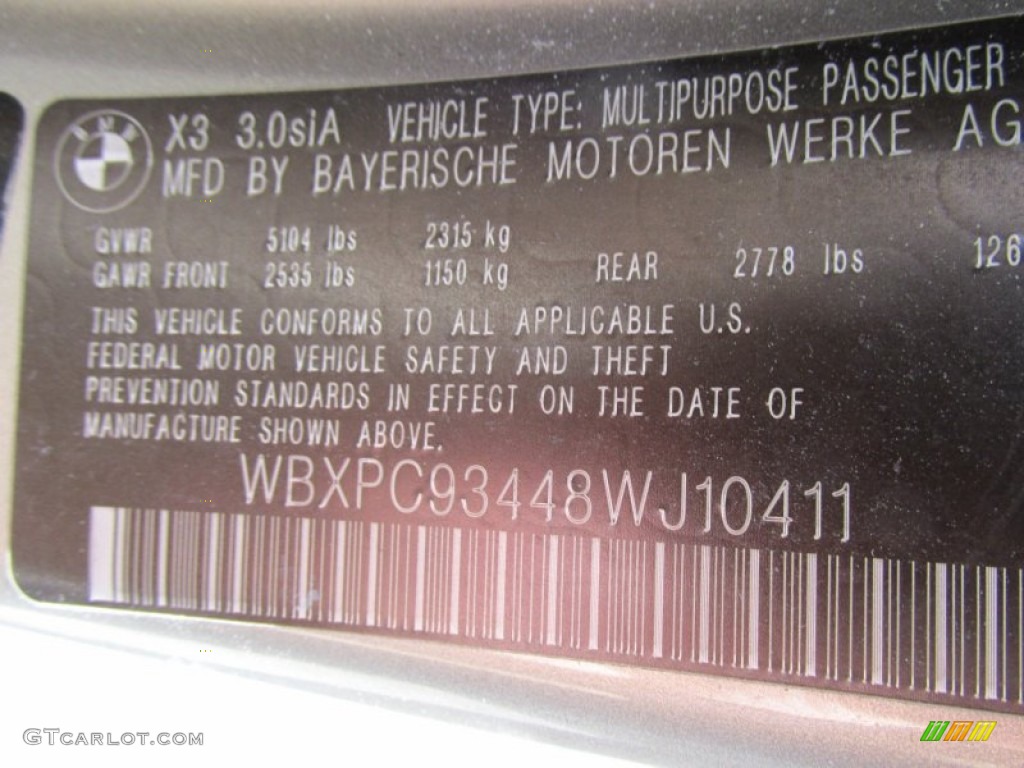 BMW
X3 3.0siA VEHICLE TYPE: MULTIPURPOSE PASSENGER
MFD BY BAYERISCHE MOTOREN WERKE AG
GVWR 5104 lbs 2315 kg
GAWR FRONT 2535 lbs 1150 kg REAR 2778 lbs 126
THIS VEHICLE CONFORMS TO ALL APPLICABLE U.S.
FEDERAL MOTOR VEHICLE SAFETY AND THEFT
PREVENTION STANDARDS IN EFFECT ON THE DATE OF
MANUFACTURE SHOWN ABOVE.
WBXPC93448WJ10411
GTCARLOT.COM